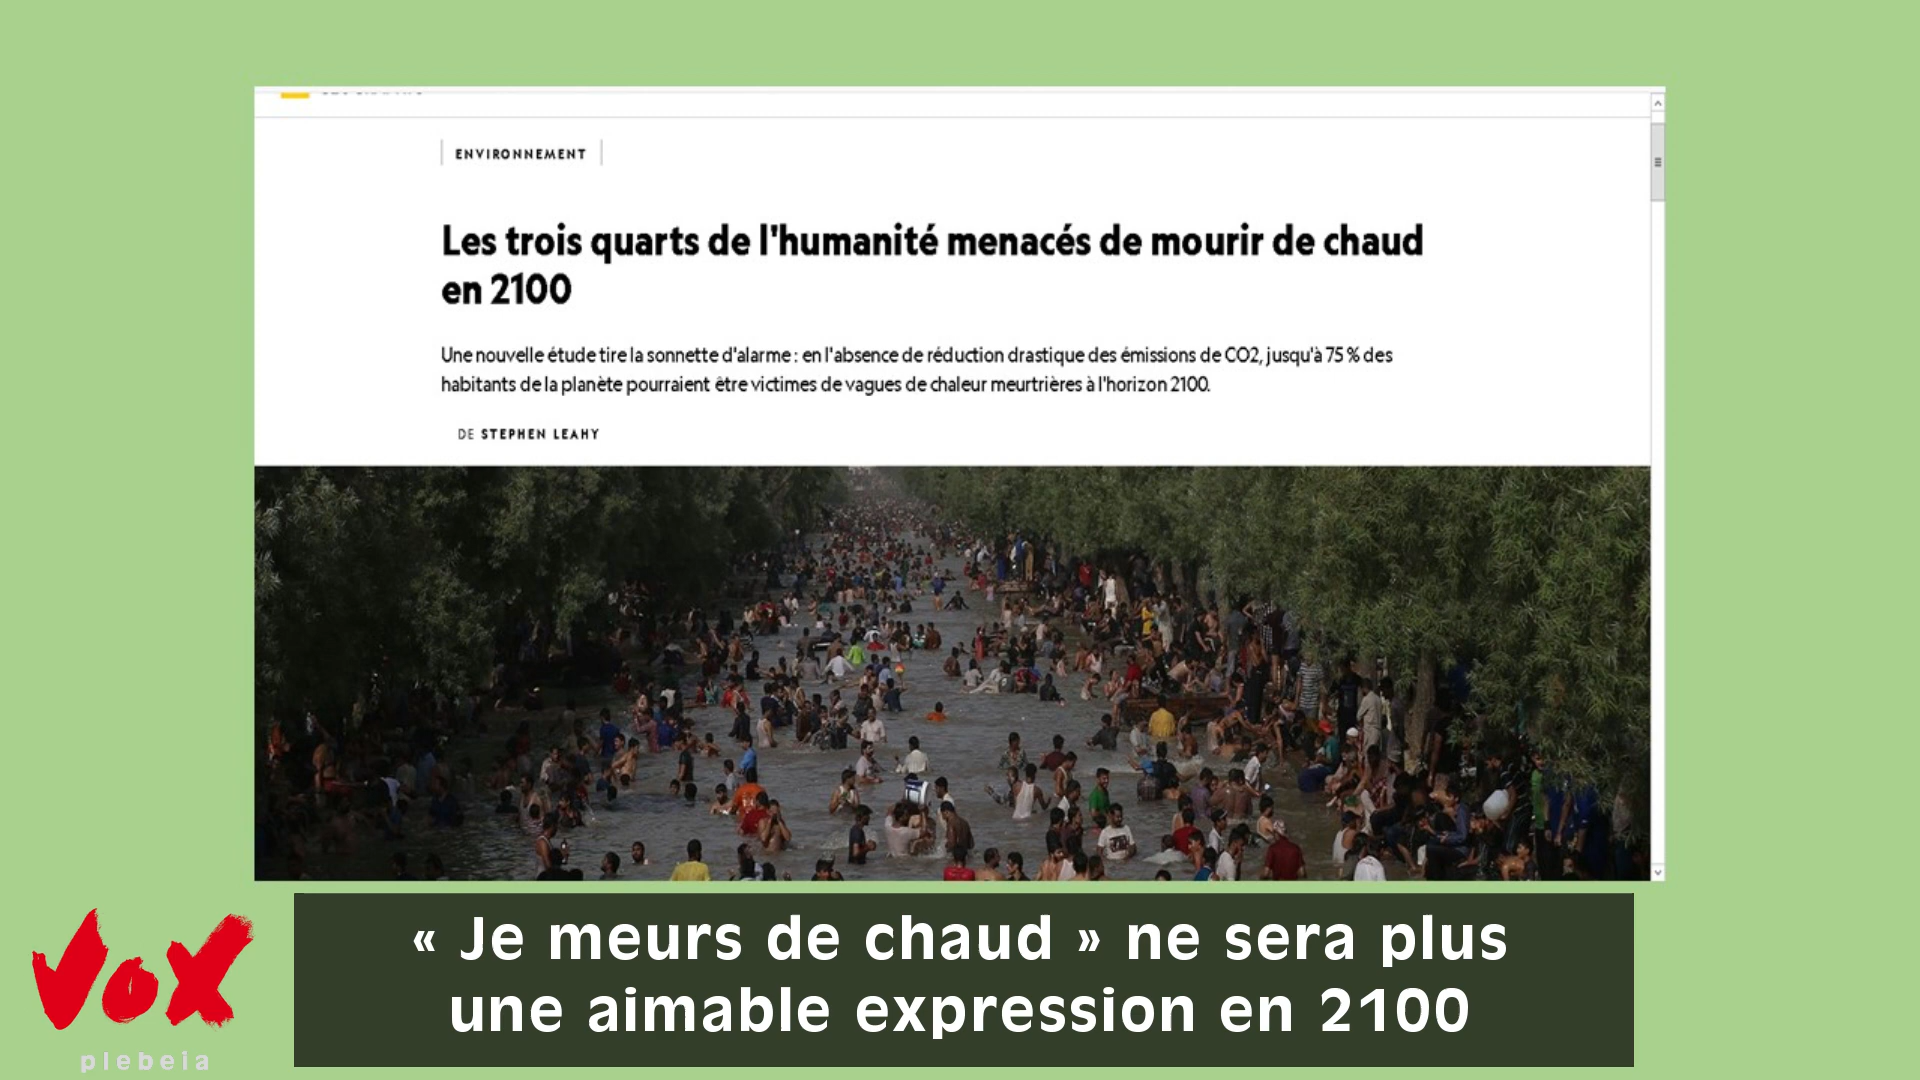 ENVIRONNEMENT
Les trois quarts de l'humanité menacés de mourir de chaud
en 2100
Une nouvelle étude tire la sonnette d'alarme : en l'absence de réduction drastique des émissions de CO2, jusqu'à 75 % des
habitants de la planète pourraient être victimes de vagues de chaleur meurtrières à l'horizon 2100.
DE STEPHEN LEAHY
« Je meurs de chaud » ne sera plus
une aimable expression en 2100
Vox
plebeia